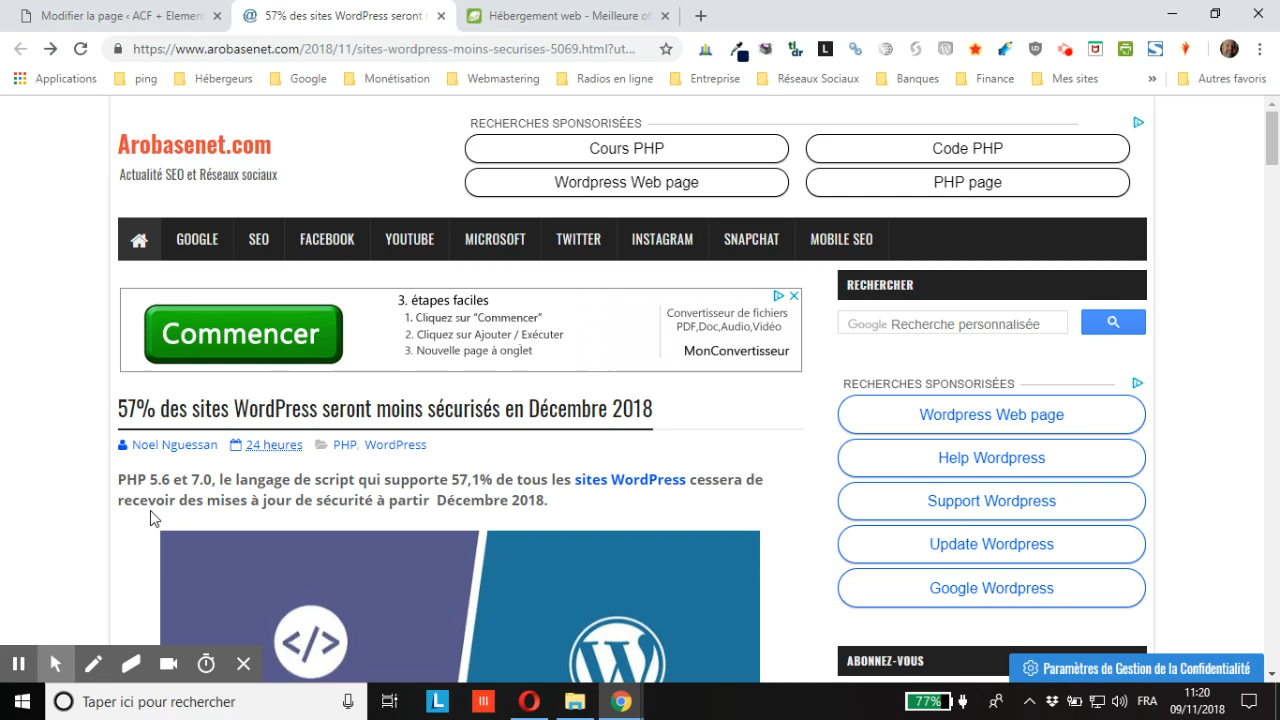 Modifier la page ‹ ACF + Elemen
57% des sites WordPress seront
Hébergement web - Meilleure of
https://www.arobasenet.com/2018/11/sites-wordpress-moins-securises-5069.html?ut...
Applications
ping
Hébergeurs
Google
Monétisation
Webmastering
Radios en ligne
Entreprise
Réseaux Sociaux
Banques
Finance
Mes sites
»
Autres favoris
Arobasenet.com
Actualité SEO et Réseaux sociaux
RECHERCHES SPONSORISÉES
Cours PHP
Code PHP
Wordpress Web page
PHP page
GOOGLE
SEO
FACEBOOK
YOUTUBE
MICROSOFT
TWITTER
INSTAGRAM
SNAPCHAT
MOBILE SEO
Commencer
3. étapes faciles
1. Cliquez sur "Commencer"
2. Cliquez sur Ajouter / Exécuter
3. Nouvelle page à onglet
Convertisseur de fichiers
PDF,Doc,Audio,Vidéo
MonConvertisseur
57% des sites WordPress seront moins sécurisés en Décembre 2018
Noel Nguessan 24 heures PHP, WordPress
PHP 5.6 et 7.0, le langage de script qui supporte 57,1% de tous les sites WordPress cessera de
recevoir des mises à jour de sécurité à partir Décembre 2018.
RECHERCHER
Google Recherche personnalisée
RECHERCHES SPONSORISÉES
Wordpress Web page
Help Wordpress
Support Wordpress
Update Wordpress
Google Wordpress
ABONNEZ-VOUS
Paramètres de Gestion de la Confidentialité
Taper ici pour rechercher
77%
FRA
11:20
09/11/2018